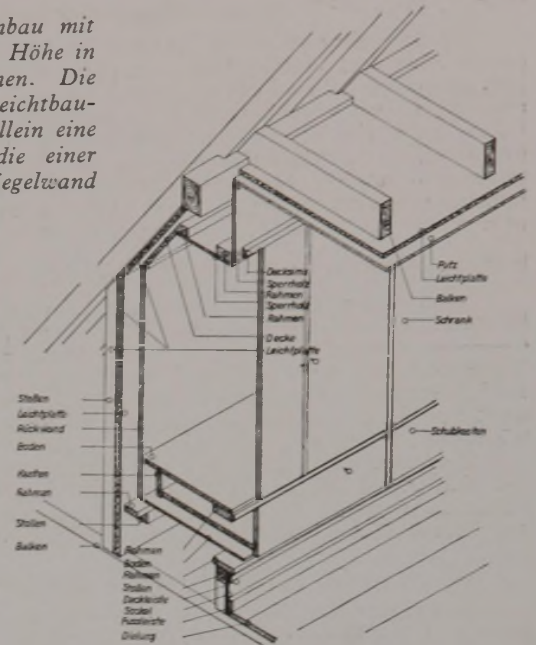 nbau mit
Höhe in
nen. Die
eichtbau-
llein eine
die einer
iegelwand
Putz
Leichtplatte
Balken
Schrank
Schubkasten
Sperrholz
Rahmen
Sperrholz
Rahmen
Decke
Leichtplatte
Stollen
Leichtplatte
Rückwand
Boden
Kasten
Rahmen
Stollen
Balken
Rahmen
Boden
Rahmen
Stollen
Deckleiste
Sockel
Fussleiste
Dielung